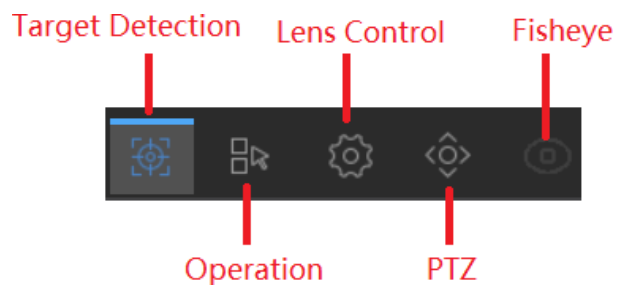 Target Detection
Lens Control
Fisheye
Operation
PTZ